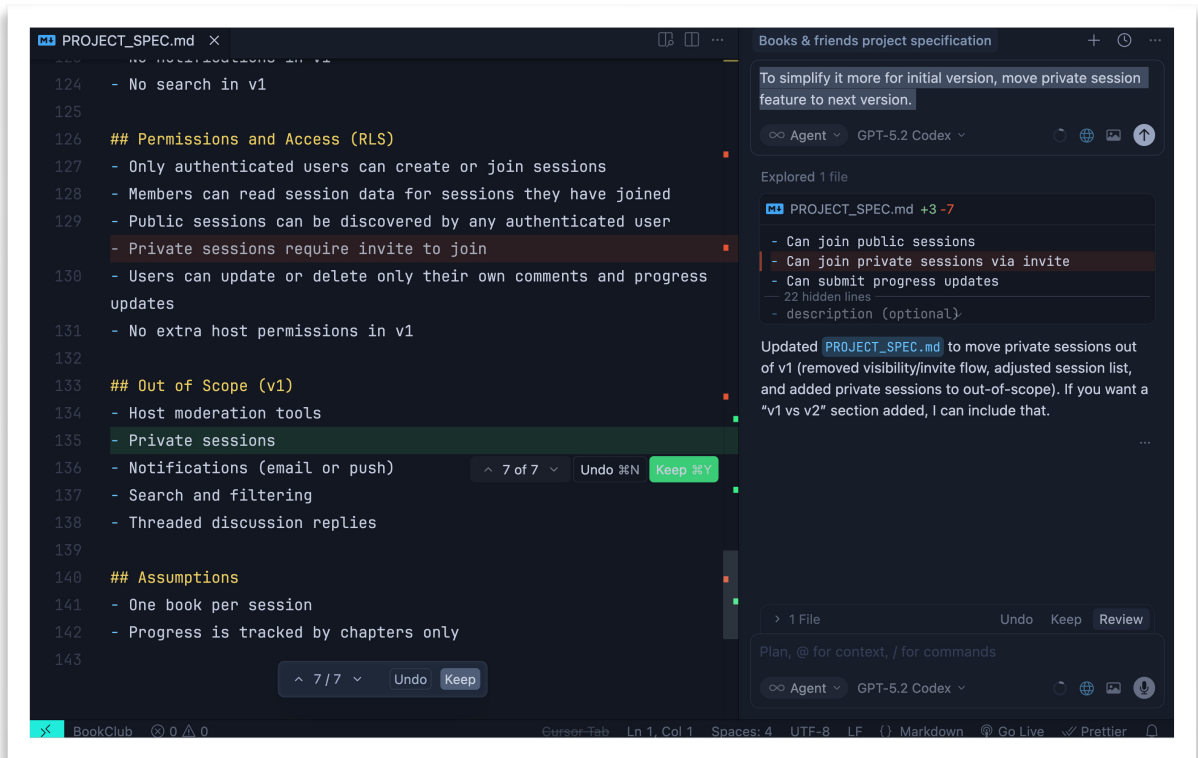 PROJECT_SPEC.md
124 - No search in v1
125
126 ## Permissions and Access (RLS)
127 - Only authenticated users can create or join sessions
128 - Members can read session data for sessions they have joined
129 - Public sessions can be discovered by any authenticated user
- Private sessions require invite to join
130 - Users can update or delete only their own comments and progress
updates
131 - No extra host permissions in v1
132
133 ## Out of Scope (v1)
134 - Host moderation tools
135 - Private sessions
136 - Notifications (email or push)
7 of 7 Undo ⌘N Keep ⌘Y
137 - Search and filtering
138 - Threaded discussion replies
139
140 ## Assumptions
141 - One book per session
142 - Progress is tracked by chapters only
143
7 / 7 Undo Keep
Books & friends project specification
To simplify it more for initial version, move private session
feature to next version.
Agent GPT-5.2 Codex
Explored 1 file
PROJECT_SPEC.md +3 -7
- Can join public sessions
- Can join private sessions via invite
- Can submit progress updates
22 hidden lines
- description (optional)
Updated PROJECT_SPEC.md to move private sessions out
of v1 (removed visibility/invite flow, adjusted session list,
and added private sessions to out-of-scope). If you want a
“v1 vs v2” section added, I can include that.
1 File Undo Keep Review
Plan, @ for context, / for commands
Agent GPT-5.2 Codex
BookClub 0 0 Cursor Tab Ln 1, Col 1 Spaces: 4 UTF-8 LF {} Markdown Go Live Prettier